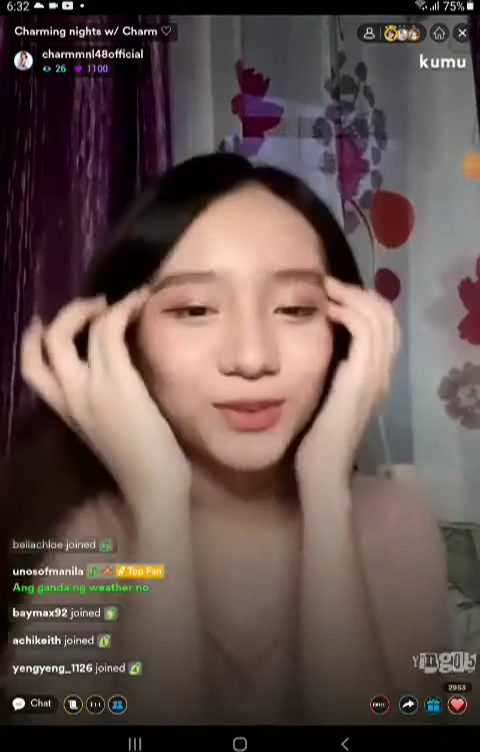 6:32
75%
Charming nights w/ Charm ♡
charmmnl48official
26 1100
kumu
bellachloe joined
unosofmanila Top Fan
Ang ganda ng weather no
baymax92 joined
achikeith joined
yengyeng_1126 joined
2953
Chat